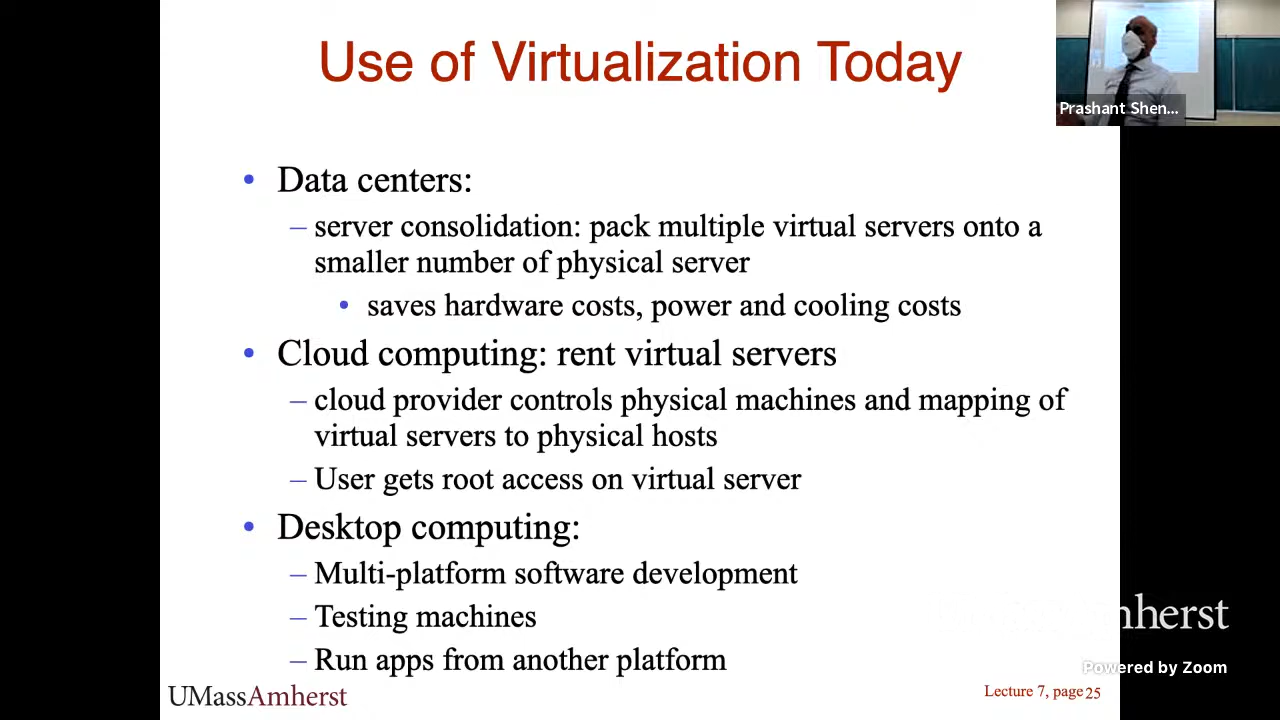 Use of Virtualization Today
Prashant Shen...
• Data centers:
– server consolidation: pack multiple virtual servers onto a
smaller number of physical server
• saves hardware costs, power and cooling costs
• Cloud computing: rent virtual servers
– cloud provider controls physical machines and mapping of
virtual servers to physical hosts
– User gets root access on virtual server
• Desktop computing:
– Multi-platform software development
– Testing machines
– Run apps from another platform
mherst
Powered by Zoom
UMassAmherst
Lecture 7, page 25